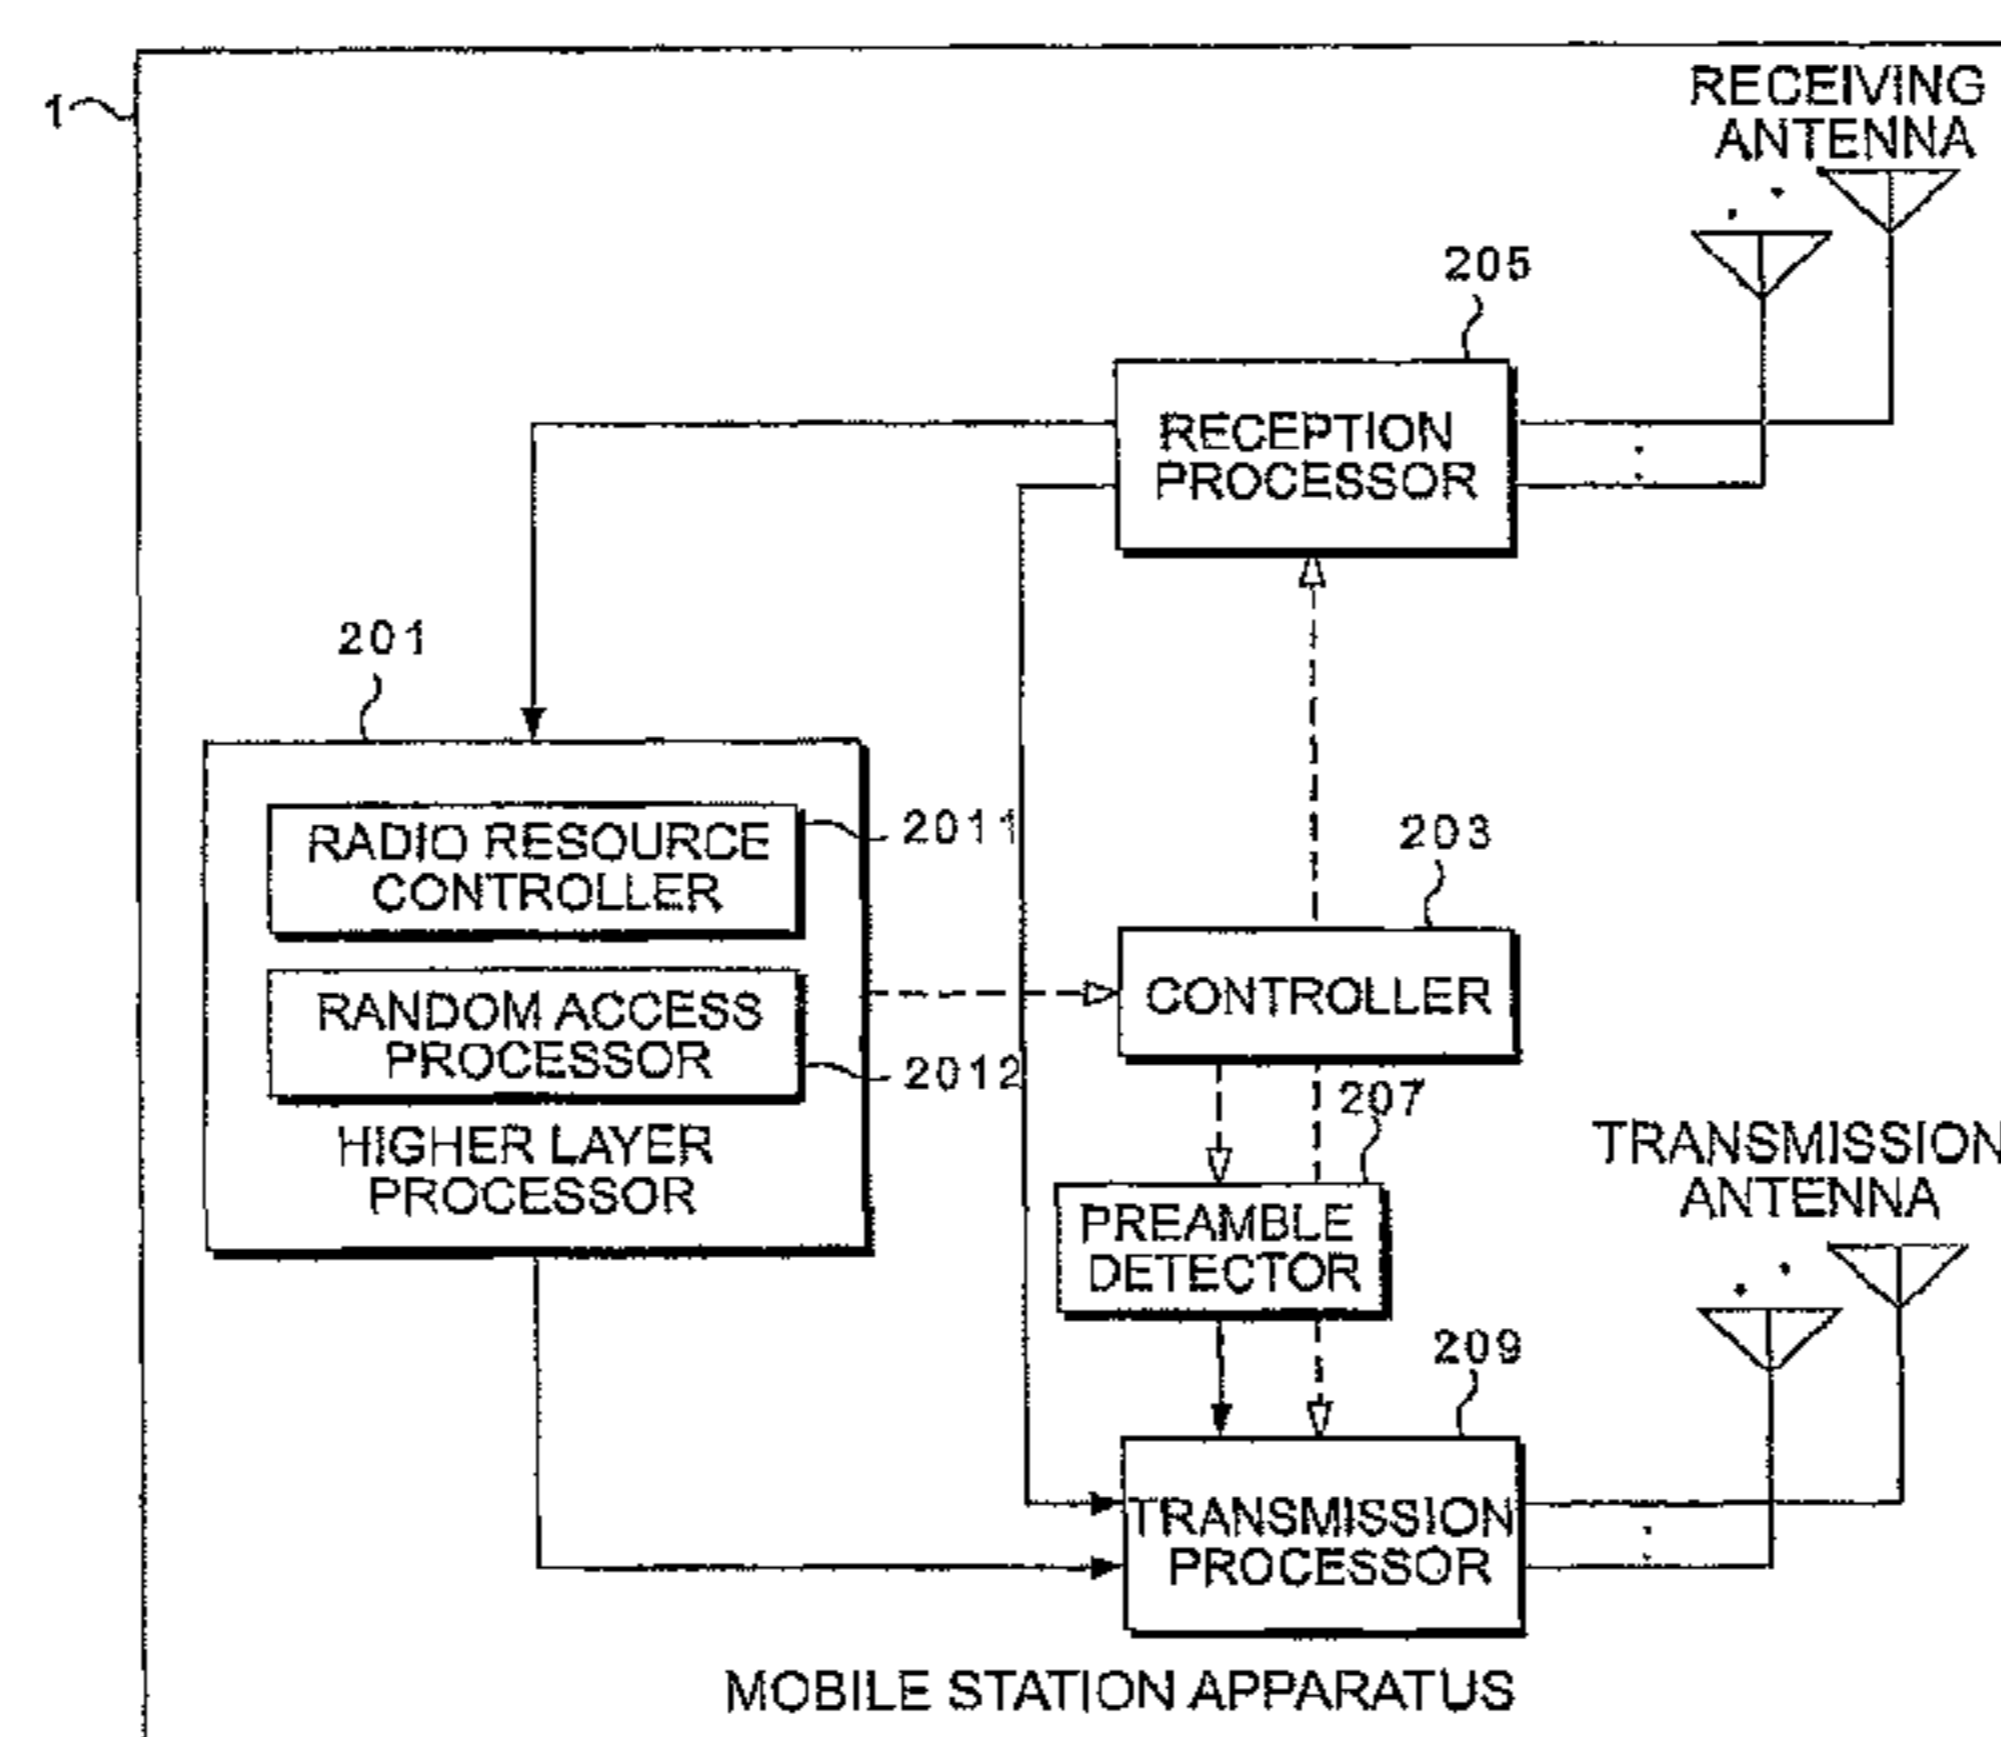 1
RECEIVING
ANTENNA
205
RECEPTION
PROCESSOR
201
RADIO RESOURCE
CONTROLLER
2011
203
CONTROLLER
RANDOM ACCESS
PROCESSOR
2012
HIGHER LAYER
PROCESSOR
207
PREAMBLE
DETECTOR
TRANSMISSION
ANTENNA
209
TRANSMISSION
PROCESSOR
MOBILE STATION APPARATUS